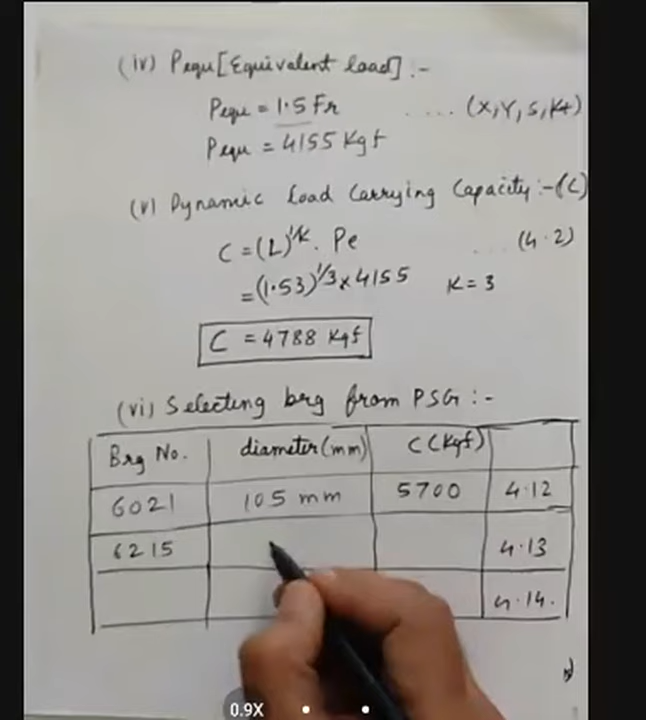 (iv) Pequ [Equivalent load] :-
Pequ = 1.5 Fr .... (X, Y, S, Kt)
Pequ = 4155 Kgf
(v) Dynamic load Carrying Capacity :- (C)
C = (L)^1/K . Pe ... (4.2)
= (1.53)^1/3 x 4155 K = 3
C = 4788 Kgf
(vi) Selecting brg from PSG :-
Brg No. diameter (mm) C (Kgf)
6021 105 mm 5700 4.12
6215 4.13
4.14.
0.9X